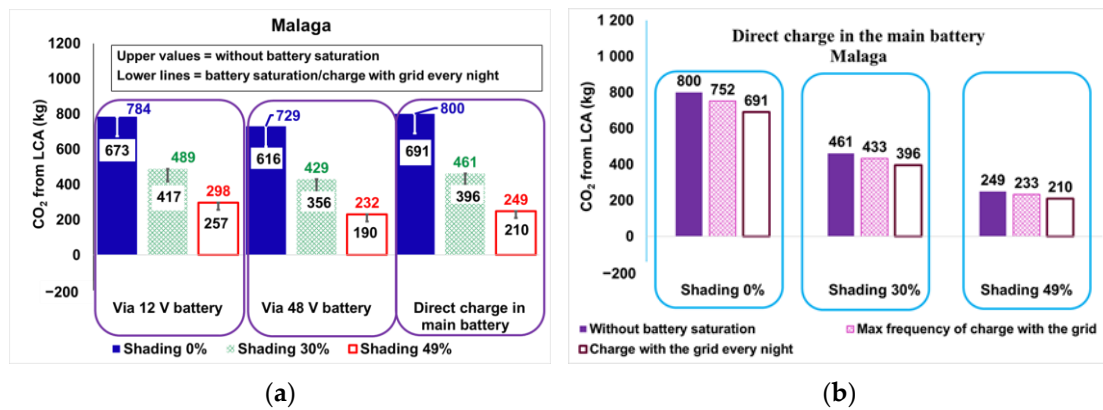 Malaga
Upper values = without battery saturation
Lower lines = battery saturation/charge with grid every night
CO₂ from LCA (kg)
1 200
1 000
800
600
400
200
0
−200
784
673
489
417
298
257
729
616
429
356
232
190
800
691
461
396
249
210
Via 12 V battery
Via 48 V battery
Direct charge in
main battery
Shading 0%
Shading 30%
Shading 49%
(a)
Direct charge in the main battery
Malaga
CO₂ from LCA (kg)
1 200
1 000
800
600
400
200
0
−200
800
752
691
461
433
396
249
233
210
Shading 0%
Shading 30%
Shading 49%
Without battery saturation
Max frequency of charge with the grid
Charge with the grid every night
(b)